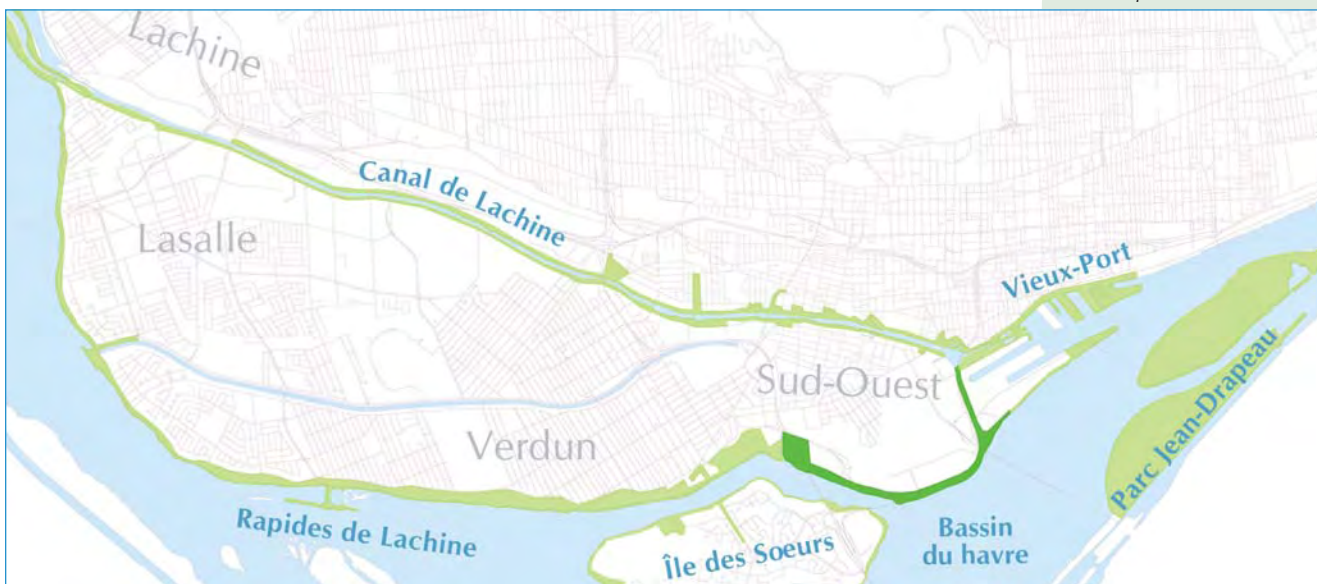 Lachine
Canal de Lachine
Lasalle
Vieux-Port
Sud-Ouest
Parc Jean-Drapeau
Verdun
Rapides de Lachine
Île des Soeurs
Bassin
du havre